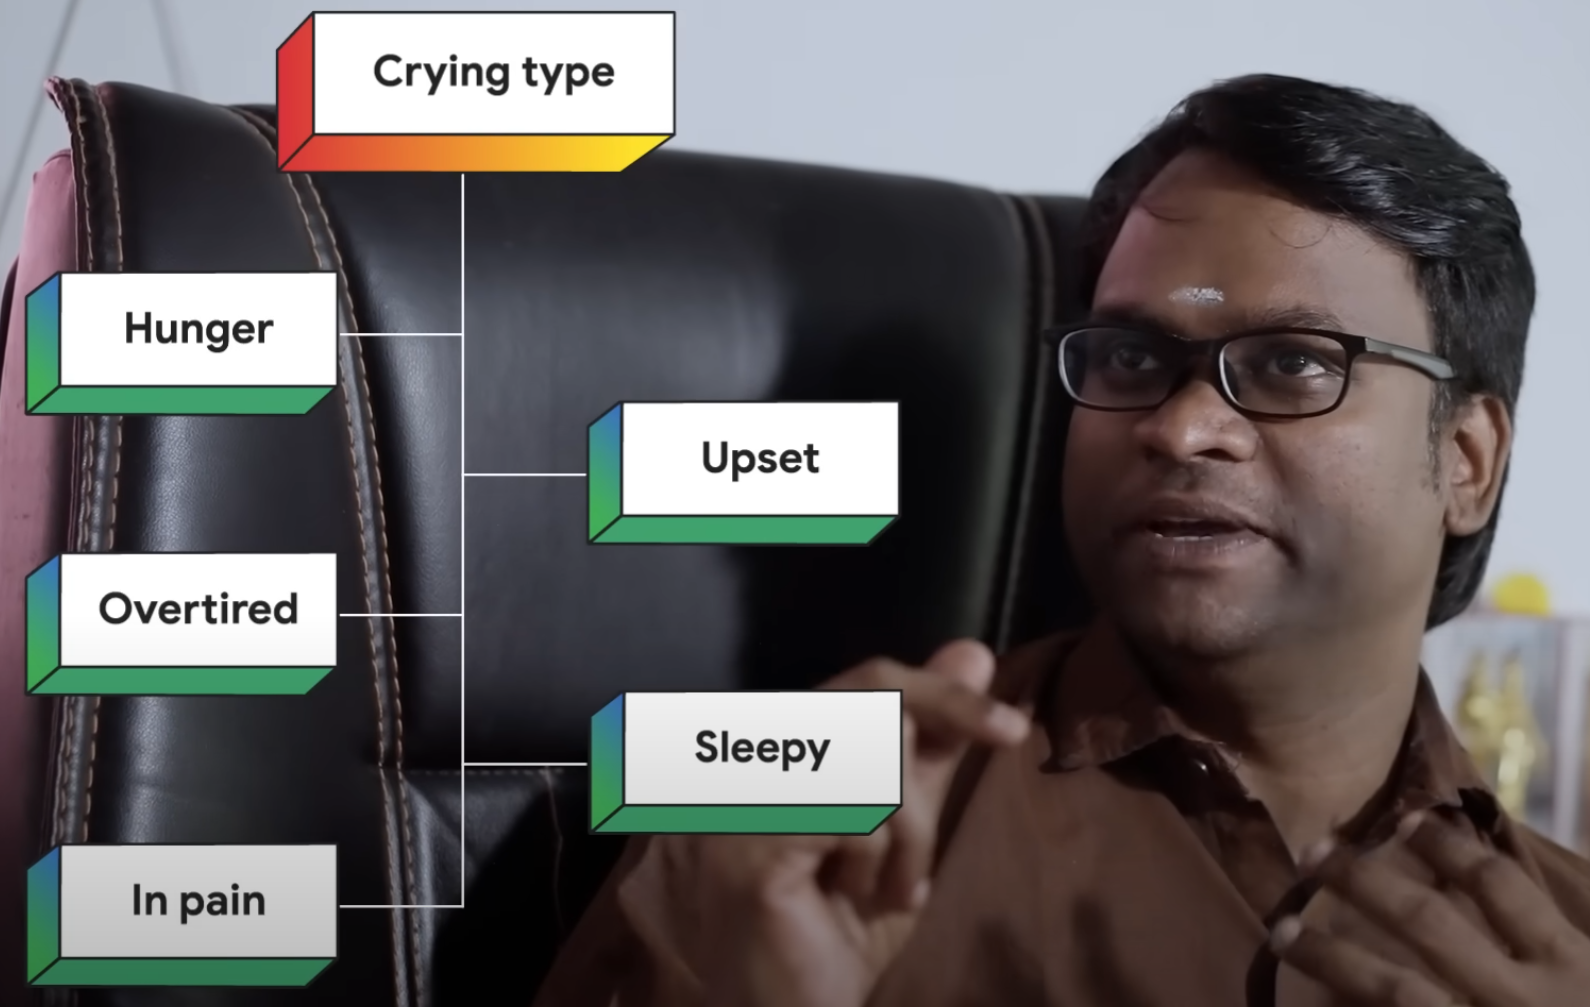 Crying type
Hunger
Upset
Overtired
Sleepy
In pain